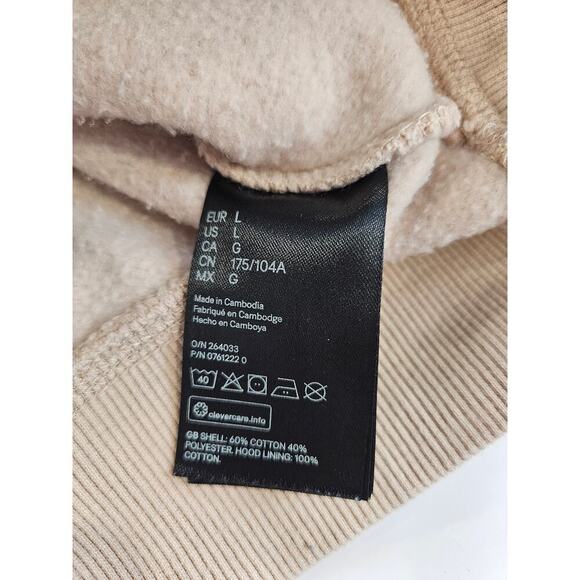 EUR L
US L
CA G
CN 175/104A
MX G
Made in Cambodia
Fabriqué en Cambodge
Hecho en Camboya
O/N 264033
P/N 0761222 0
40
clevercare.info
GB SHELL: 60% COTTON 40%
POLYESTER. HOOD LINING: 100%
COTTON.